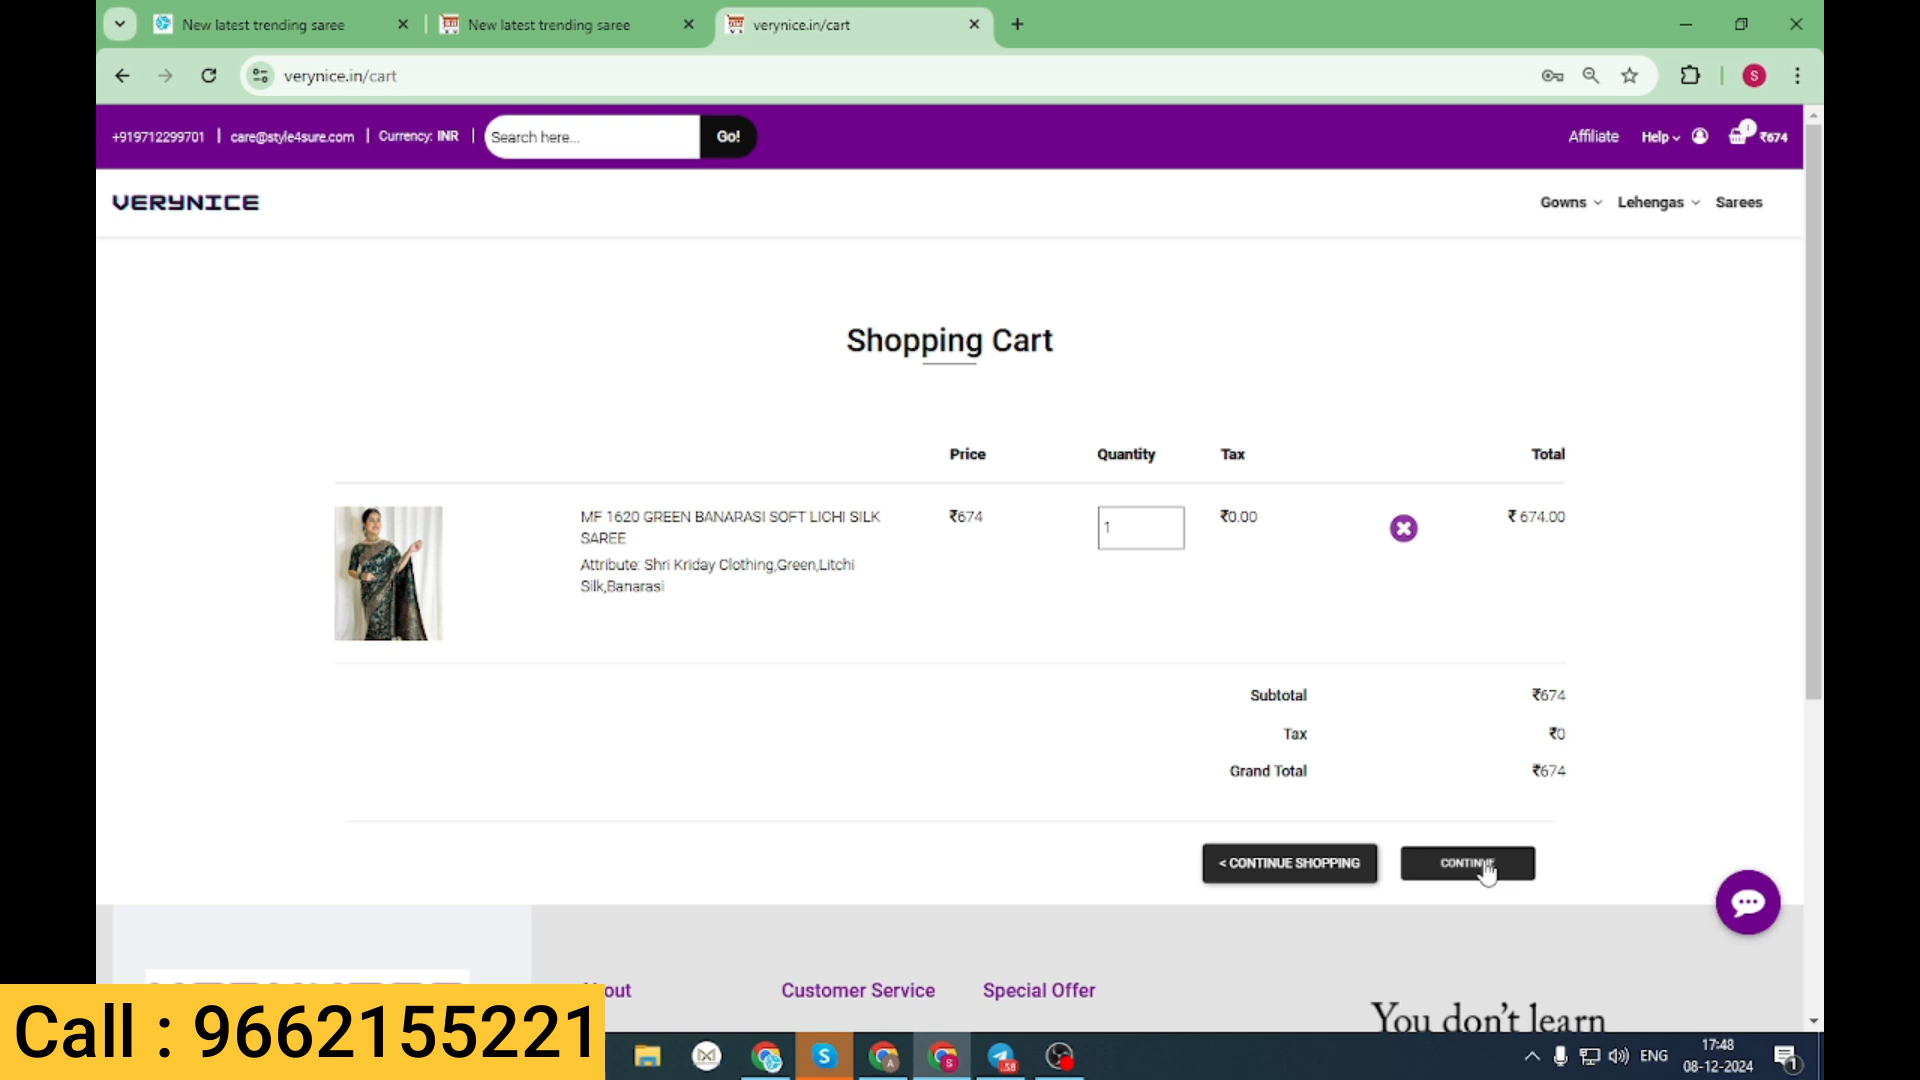 New latest trending saree
New latest trending saree
verynice.in/cart
verynice.in/cart
S
+919712299701 | care@style4sure.com | Currency: INR |
Search here...
Go!
Affiliate
Help
1
₹674
VERYNICE
Gowns
Lehengas
Sarees
Shopping Cart
Price
Quantity
Tax
Total
MF 1620 GREEN BANARASI SOFT LICHI SILK
SAREE
Attribute: Shri Kriday Clothing,Green,Litchi
Silk,Banarasi
₹674
1
₹0.00
₹ 674.00
Subtotal
₹674
Tax
₹0
Grand Total
₹674
< CONTINUE SHOPPING
CONTINUE
Customer Service
Special Offer
You don't learn
Call : 9662155221
ENG
17:48
08-12-2024
1